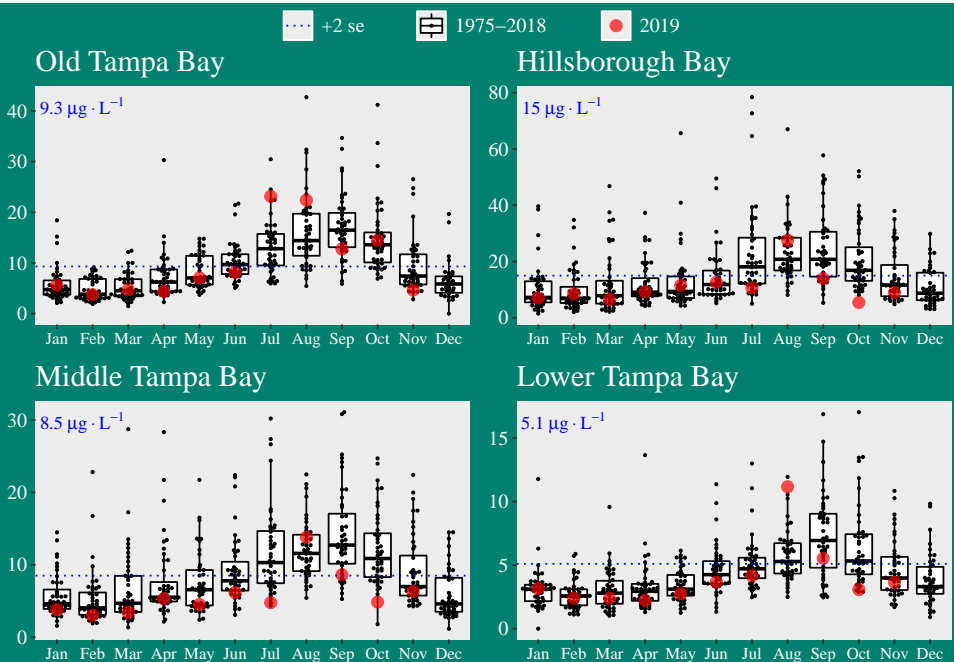 +2 se 1975–2018 2019
Old Tampa Bay
9.3 μg · L⁻¹
40
30
20
10
0
Jan Feb Mar Apr May Jun Jul Aug Sep Oct Nov Dec
Hillsborough Bay
15 μg · L⁻¹
80
60
40
20
0
Jan Feb Mar Apr May Jun Jul Aug Sep Oct Nov Dec
Middle Tampa Bay
8.5 μg · L⁻¹
30
20
10
0
Jan Feb Mar Apr May Jun Jul Aug Sep Oct Nov Dec
Lower Tampa Bay
5.1 μg · L⁻¹
15
10
5
0
Jan Feb Mar Apr May Jun Jul Aug Sep Oct Nov Dec